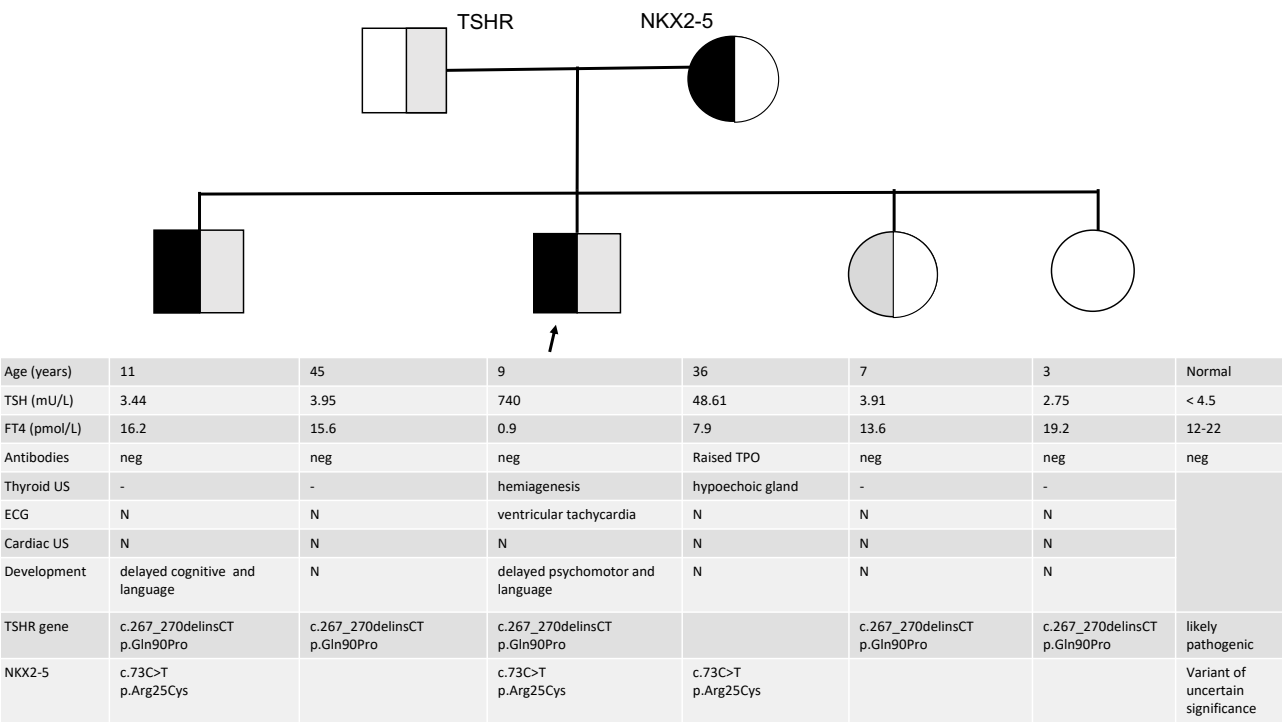 TSHR NKX2-5
Age (years) 11 45 9 36 7 3 Normal
TSH (mU/L) 3.44 3.95 740 48.61 3.91 2.75 < 4.5
FT4 (pmol/L) 16.2 15.6 0.9 7.9 13.6 19.2 12-22
Antibodies neg neg neg Raised TPO neg neg neg
Thyroid US - - hemiagenesis hypoechoic gland - -
ECG N N ventricular tachycardia N N N
Cardiac US N N N N N N
Development delayed cognitive and N delayed psychomotor and N N N
language language
TSHR gene c.267_270delinsCT c.267_270delinsCT c.267_270delinsCT c.267_270delinsCT c.267_270delinsCT likely
p.Gln90Pro p.Gln90Pro p.Gln90Pro p.Gln90Pro p.Gln90Pro pathogenic
NKX2-5 c.73C>T c.73C>T c.73C>T Variant of
p.Arg25Cys p.Arg25Cys p.Arg25Cys uncertain
significance